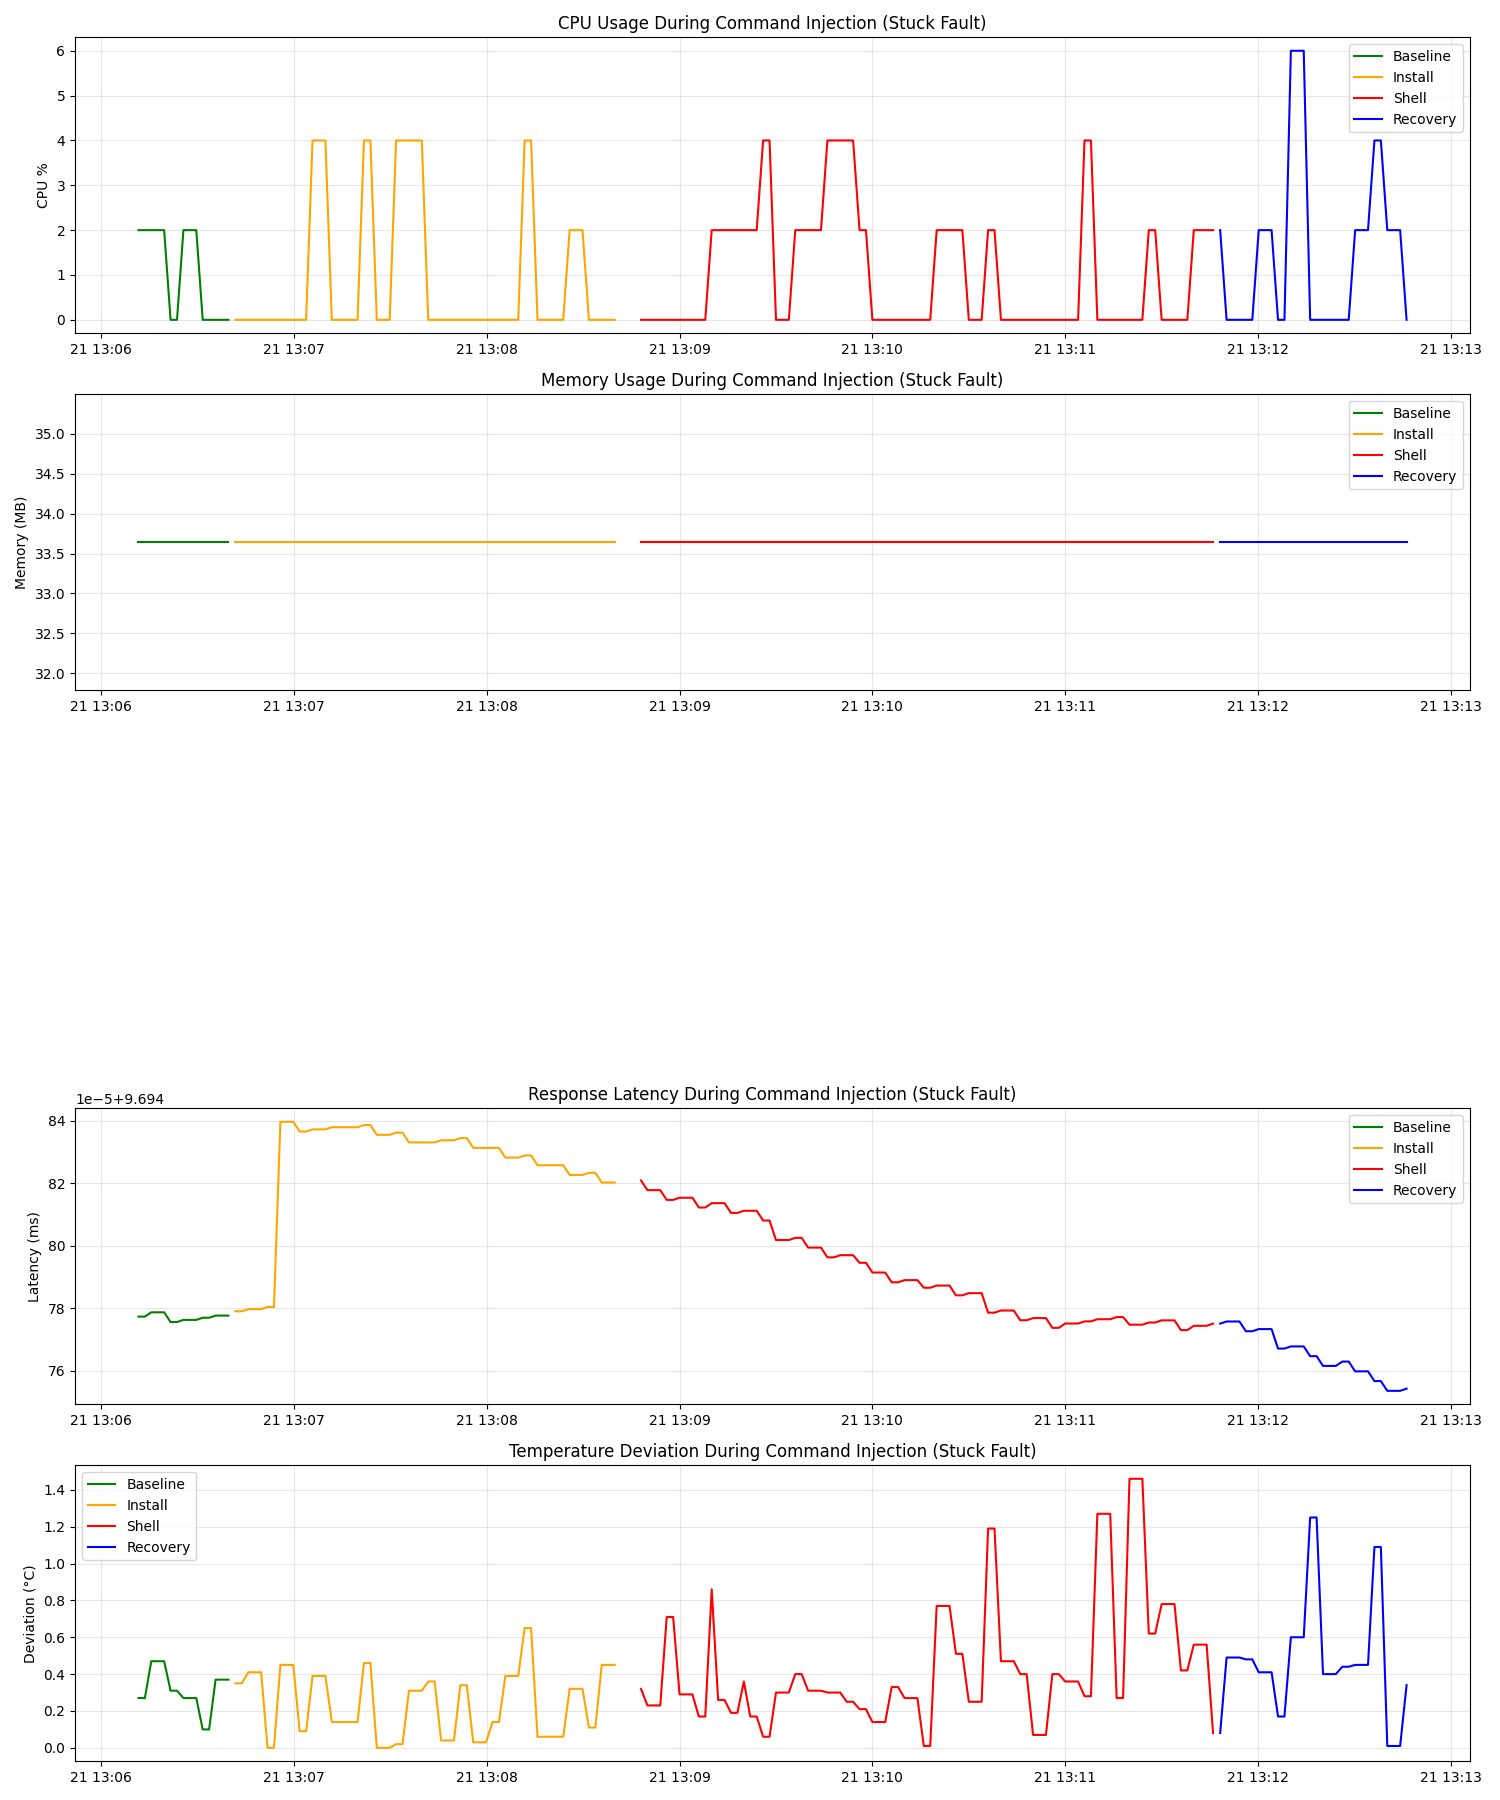 CPU Usage During Command Injection (Stuck Fault)
CPU %
6
5
4
3
2
1
0
Baseline
Install
Shell
Recovery
21 13:06 21 13:07 21 13:08 21 13:09 21 13:10 21 13:11 21 13:12 21 13:13
Memory Usage During Command Injection (Stuck Fault)
Memory (MB)
35.0
34.5
34.0
33.5
33.0
32.5
32.0
Baseline
Install
Shell
Recovery
21 13:06 21 13:07 21 13:08 21 13:09 21 13:10 21 13:11 21 13:12 21 13:13
Response Latency During Command Injection (Stuck Fault)
1e−5+9.694
Latency (ms)
84
82
80
78
76
Baseline
Install
Shell
Recovery
21 13:06 21 13:07 21 13:08 21 13:09 21 13:10 21 13:11 21 13:12 21 13:13
Temperature Deviation During Command Injection (Stuck Fault)
Deviation (°C)
1.4
1.2
1.0
0.8
0.6
0.4
0.2
0.0
Baseline
Install
Shell
Recovery
21 13:06 21 13:07 21 13:08 21 13:09 21 13:10 21 13:11 21 13:12 21 13:13